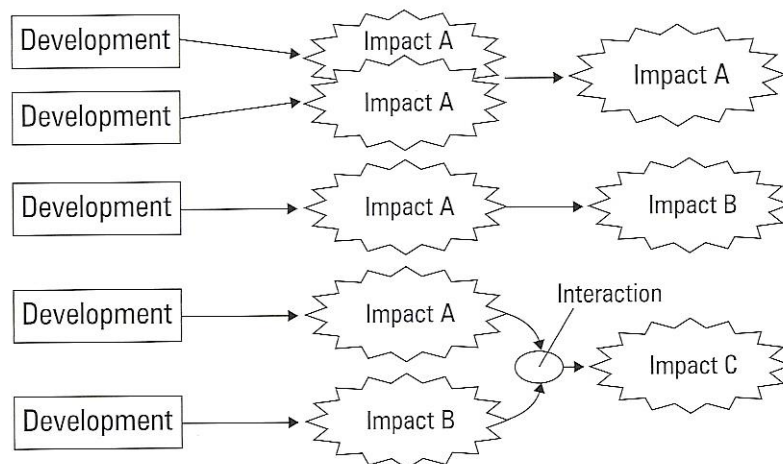 Development
Impact A
Impact A
Development
Impact A
Development
Impact A
Impact B
Development
Impact A
Interaction
Impact C
Development
Impact B